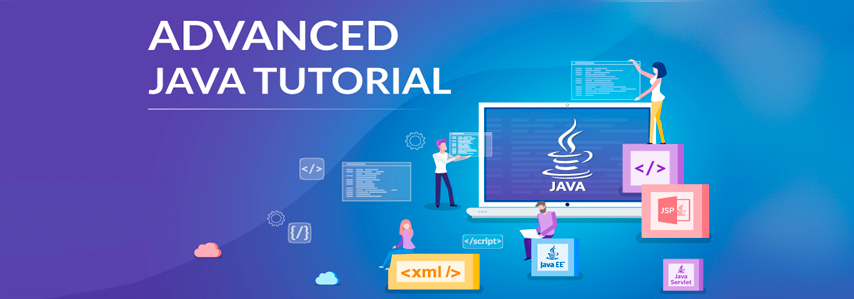 ADVANCED
JAVA TUTORIAL
JAVA
</>
</>
JSP
{/}
</script>
<xml />
Java EE
Java
Servlet